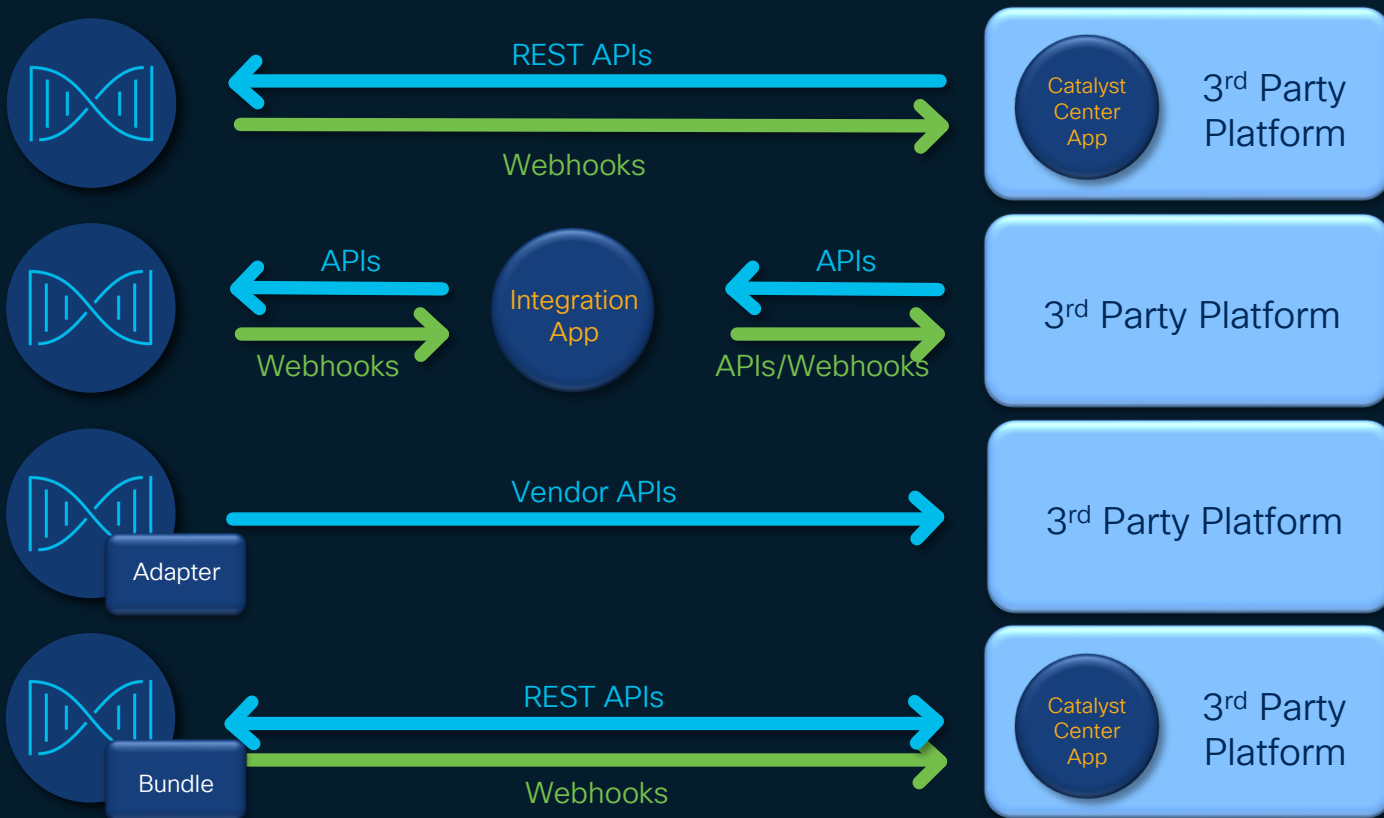 REST APIs
Webhooks
Catalyst
Center
App
3rd Party
Platform
APIs
Webhooks
Integration
App
APIs
APIs/Webhooks
3rd Party Platform
Adapter
Vendor APIs
3rd Party Platform
Bundle
REST APIs
Webhooks
Catalyst
Center
App
3rd Party
Platform